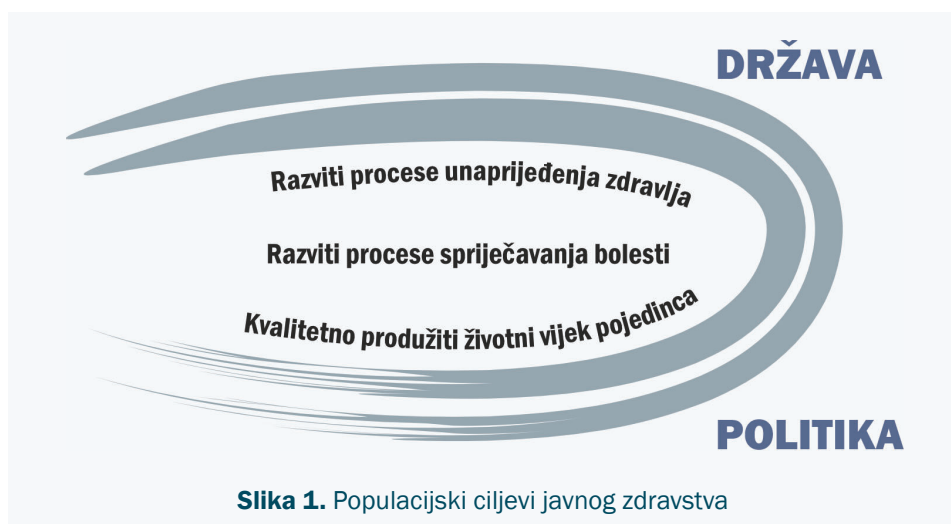 DRŽAVA
Razviti procese unaprijeđenja zdravlja
Razviti procese spriječavanja bolesti
Kvalitetno produžiti životni vijek pojedinca
POLITIKA
Slika 1. Populacijski ciljevi javnog zdravstva